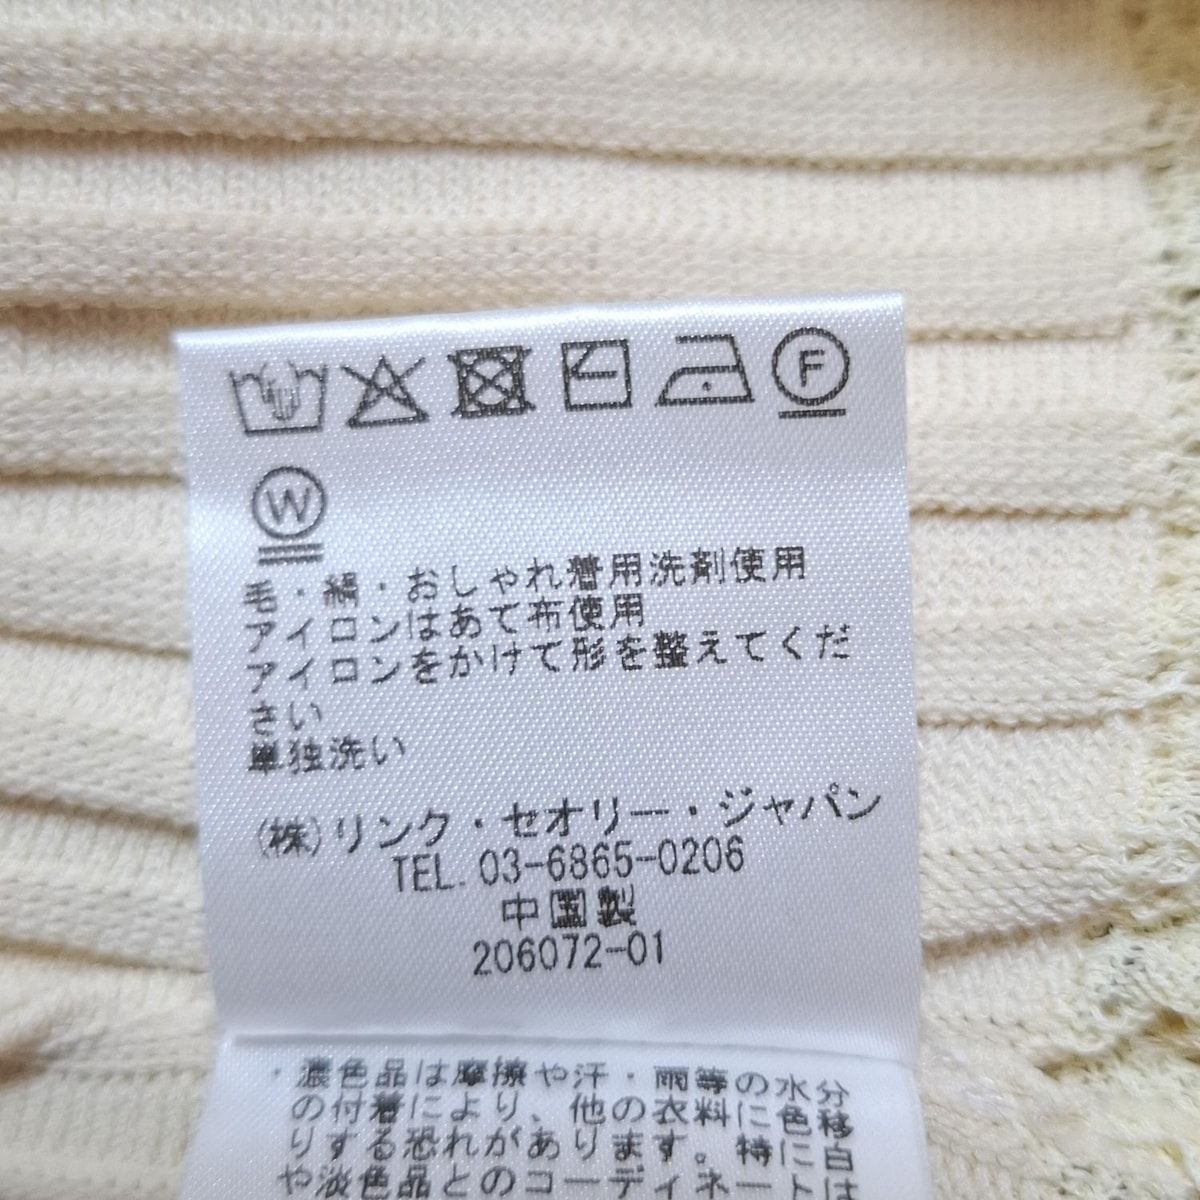 F
W
毛・絹・おしゃれ着用洗剤使用
アイロンはあて布使用
アイロンをかけて形を整えてくだ
さい
単独洗い
(株)リンク・セオリー・ジャパン
TEL. 03-6865-0206
中国製
206072-01
・濃色品は摩擦や汗・雨等の水分
の付着により、他の衣料に色移
りする恐れがあります。特に白
や淡色品とのコーディネートは